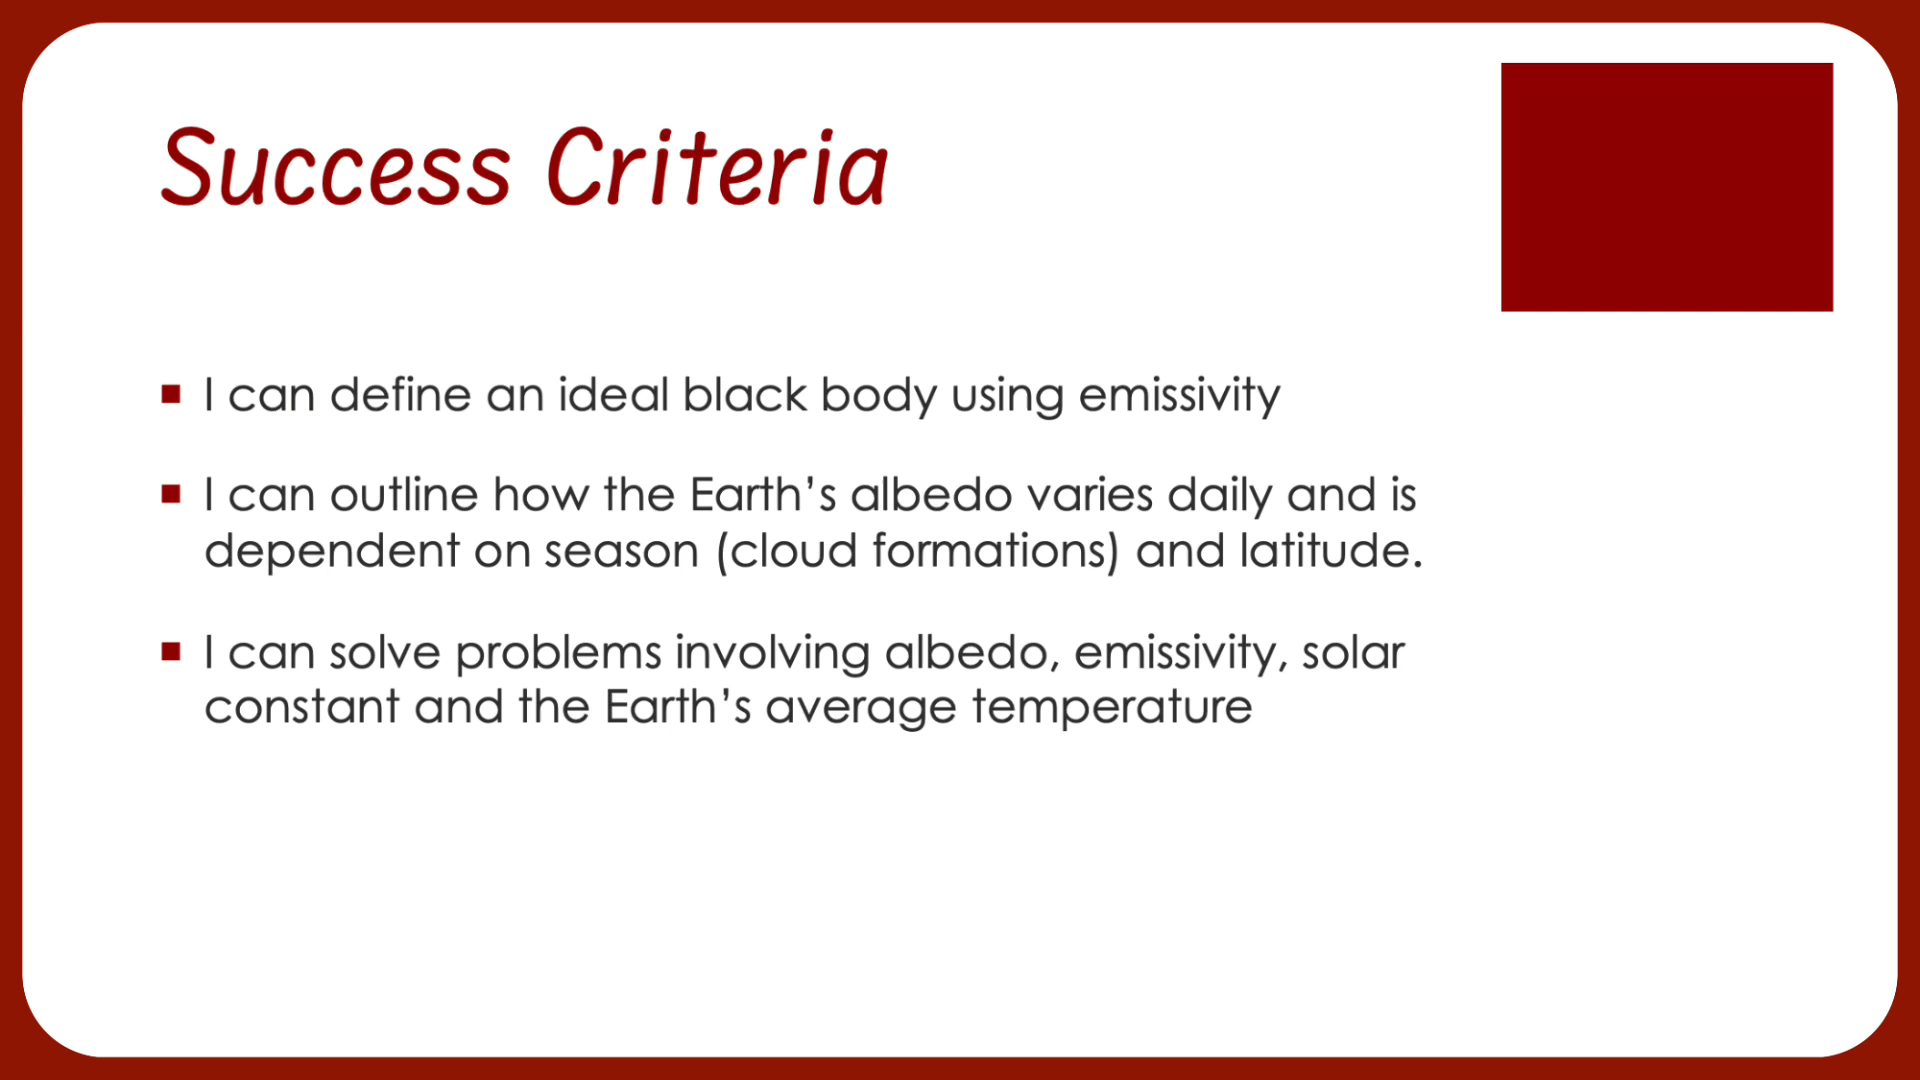 Success Criteria
▪ I can define an ideal black body using emissivity
▪ I can outline how the Earth’s albedo varies daily and is
dependent on season (cloud formations) and latitude.
▪ I can solve problems involving albedo, emissivity, solar
constant and the Earth’s average temperature